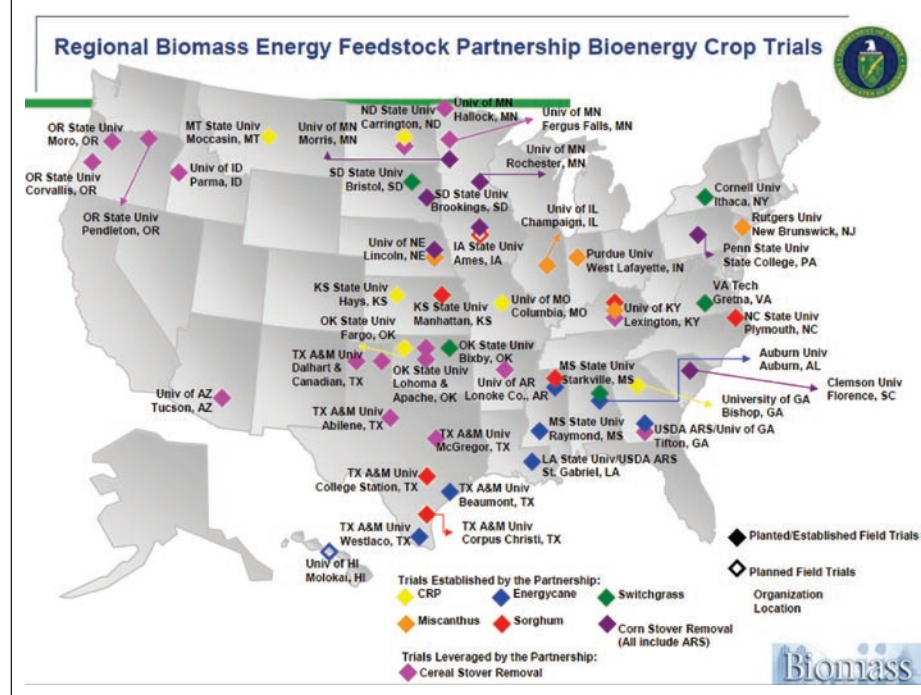 Regional Biomass Energy Feedstock Partnership Bioenergy Crop Trials
OR State Univ
Moro, OR
MT State Univ
Moccasin, MT
ND State Univ
Carrington, ND
Univ of MN
Hallock, MN
Univ of MN
Fergus Falls, MN
Univ of MN
Morris, MN
Univ of MN
Rochester, MN
OR State Univ
Corvallis, OR
Univ of ID
Parma, ID
SD State Univ
Bristol, SD
SD State Univ
Brookings, SD
Cornell Univ
Ithaca, NY
OR State Univ
Pendleton, OR
Univ of IL
Champaign, IL
Rutgers Univ
New Brunswick, NJ
Univ of NE
Lincoln, NE
IA State Univ
Ames, IA
Purdue Univ
West Lafayette, IN
Penn State Univ
State College, PA
KS State Univ
Hays, KS
KS State Univ
Manhattan, KS
Univ of MO
Columbia, MO
Univ of KY
Lexington, KY
VA Tech
Gretna, VA
NC State Univ
Plymouth, NC
OK State Univ
Fargo, OK
OK State Univ
Bixby, OK
MS State Univ
Starkville, MS
Auburn Univ
Auburn, AL
TX A&M Univ
Dalhart &
Canadian, TX
OK State Univ
Lohoma &
Apache, OK
Univ of AR
Lonoke Co., AR
Clemson Univ
Florence, SC
Univ of AZ
Tucson, AZ
University of GA
Bishop, GA
TX A&M Univ
Abilene, TX
TX A&M Univ
McGregor, TX
MS State Univ
Raymond, MS
USDA ARS/Univ of GA
Tifton, GA
LA State Univ/USDA ARS
St. Gabriel, LA
TX A&M Univ
College Station, TX
TX A&M Univ
Beaumont, TX
TX A&M Univ
Westlaco, TX
TX A&M Univ
Corpus Christi, TX
Univ of HI
Molokai, HI
Planted/Established Field Trials
Planned Field Trials
Organization
Location
Trials Established by the Partnership:
CRP
Energycane
Switchgrass
Miscanthus
Sorghum
Corn Stover Removal
(All include ARS)
Trials Leveraged by the Partnership:
Cereal Stover Removal
Biomass